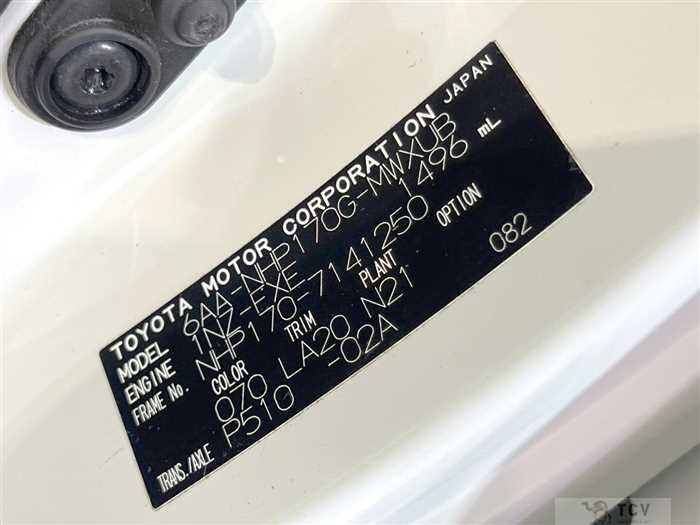 TOYOTA MOTOR CORPORATION JAPAN
MODEL 6AA-NHP170G-MWXUB
ENGINE 1NZ-EXE 1496 mL
FRAME No. NHP170-7141250
COLOR TRIM PLANT OPTION
070 LA20 N21 082
TRANS./AXLE P510 -02A
TCV